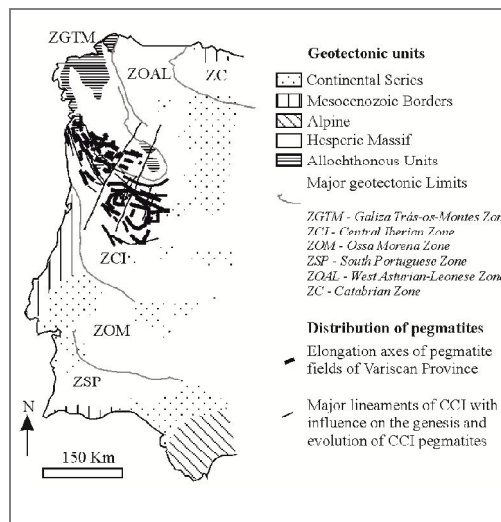 ZGTM
ZOAL
ZC
ZCI
ZOM
ZSP
N
150 Km
Geotectonic units
Continental Series
Mesocenozoic Borders
Alpine
Hesperic Massif
Allochthonous Units
Major geotectonic Limits
ZGTM - Galiza Trás-os-Montes Zon
ZCI - Central Iberian Zone
ZOM - Ossa Morena Zone
ZSP - South Portuguese Zone
ZOAL - West Asturian-Leonese Zone
ZC - Catabrian Zone
Distribution of pegmatites
Elongation axes of pegmatite
fields of Variscan Province
Major lineaments of CCI with
influence on the genesis and
evolution of CCI pegmatites